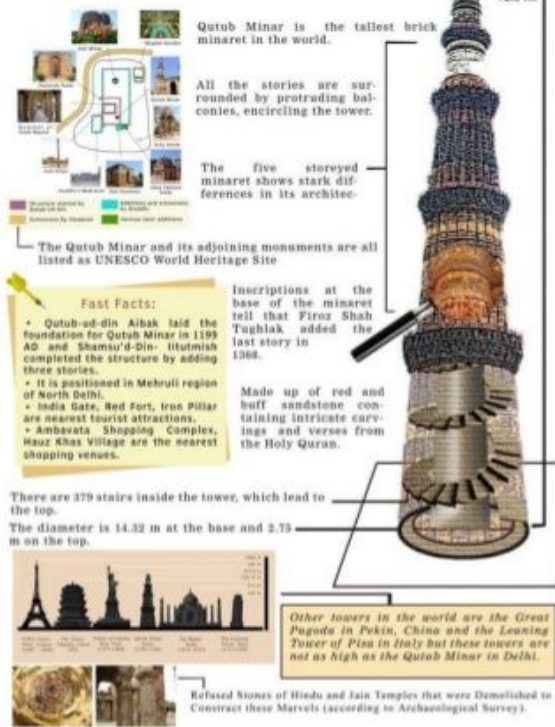 Qutub Minar is the tallest brick
minaret in the world.
All the stories are sur-
rounded by protruding bal-
conies, encircling the tower.
The five storeyed
minaret shows stark dif-
ferences in its architec-
The Qutub Minar and its adjoining monuments are all
listed as UNESCO World Heritage Site
Fast Facts:
• Qutub-ud-din Aibak laid the
foundation for Qutub Minar in 1199
AD and Shamsu'd-Din- Iltutmish
completed the structure by adding
three stories.
• It is positioned in Mehruli region
of North Delhi.
• India Gate, Red Fort, Iron Pillar
are nearest tourist attractions.
• Ambavata Shopping Complex,
Hauz Khas Village are the nearest
shopping venues.
Inscriptions at the
base of the minaret
tell that Firoz Shah
Tughlak added the
last story in
1368.
Made up of red and
buff sandstone con-
taining intricate carv-
ings and verses from
the Holy Quran.
There are 379 stairs inside the tower, which lead to
the top.
The diameter is 14.32 m at the base and 2.75
m on the top.
Other towers in the world are the Great
Pagoda in Pekin, China and the Leaning
Tower of Pisa in Italy but these towers are
not as high as the Qutab Minar in Delhi.
Refused Stones of Hindu and Jain Temples that were Demolished to
Construct these Marvels (according to Archaeological Survey).